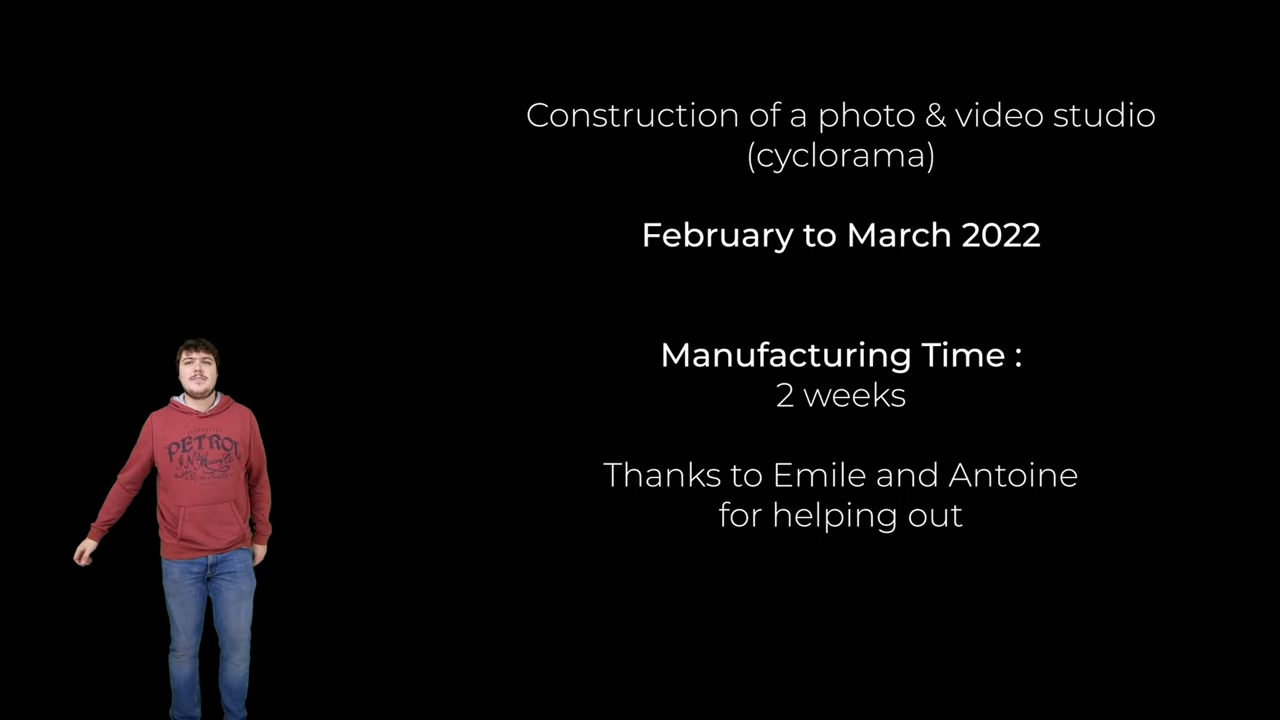 Construction of a photo & video studio
(cyclorama)
February to March 2022
Manufacturing Time :
2 weeks
Thanks to Emile and Antoine
for helping out
PETROL